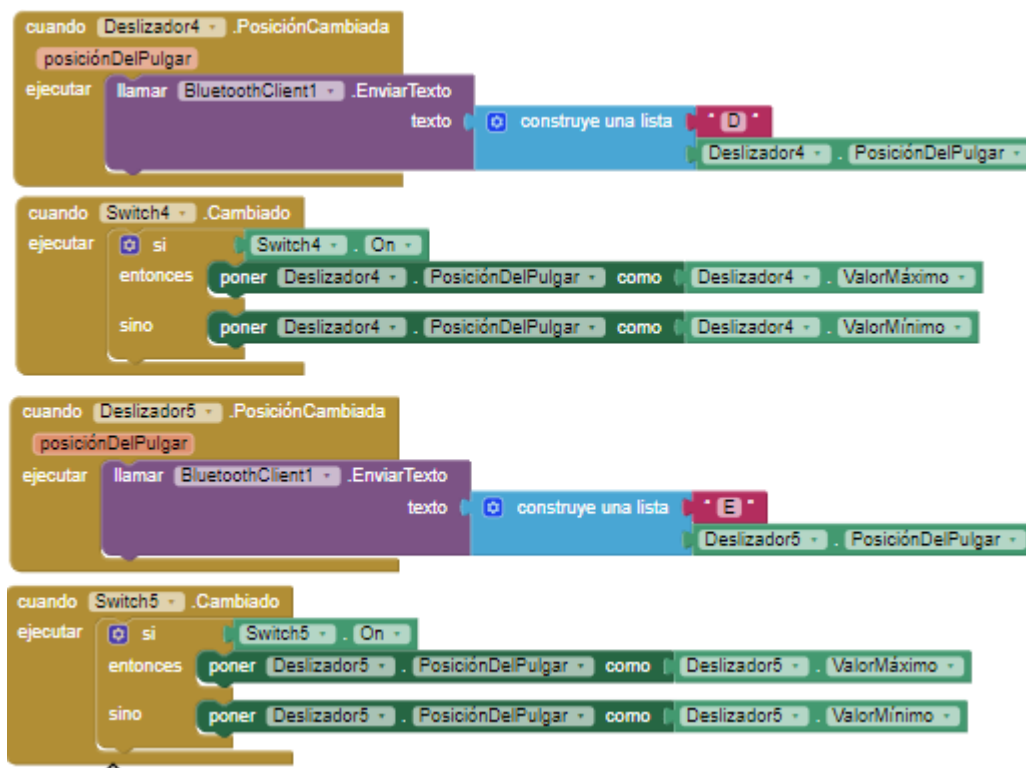 cuando Deslizador4 .PosiciónCambiada
posiciónDelPulgar
ejecutar llamar BluetoothClient1 .EnviarTexto
texto construye una lista " D "
Deslizador4 . PosiciónDelPulgar
cuando Switch4 .Cambiado
ejecutar si Switch4 . On
entonces poner Deslizador4 . PosiciónDelPulgar como Deslizador4 . ValorMáximo
sino poner Deslizador4 . PosiciónDelPulgar como Deslizador4 . ValorMínimo
cuando Deslizador5 .PosiciónCambiada
posiciónDelPulgar
ejecutar llamar BluetoothClient1 .EnviarTexto
texto construye una lista " E "
Deslizador5 . PosiciónDelPulgar
cuando Switch5 .Cambiado
ejecutar si Switch5 . On
entonces poner Deslizador5 . PosiciónDelPulgar como Deslizador5 . ValorMáximo
sino poner Deslizador5 . PosiciónDelPulgar como Deslizador5 . ValorMínimo